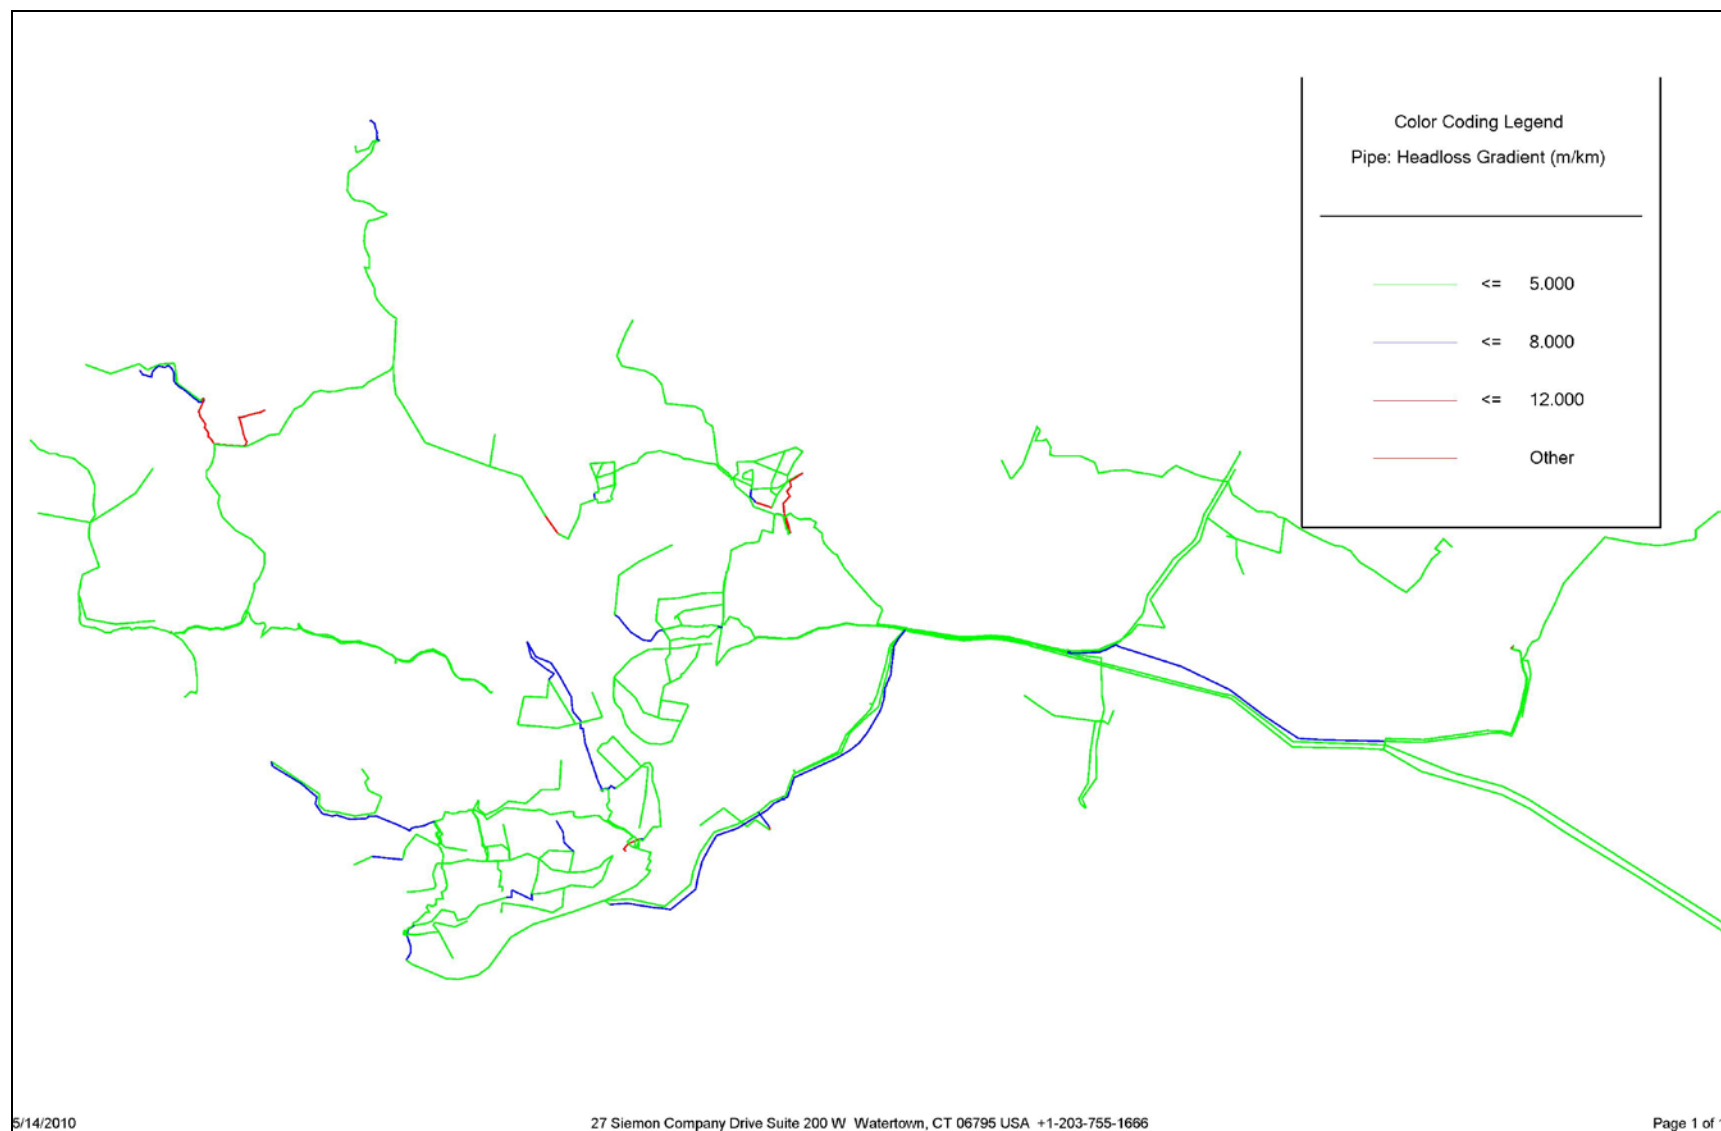 Color Coding Legend
Pipe: Headloss Gradient (m/km)
<= 5.000
<= 8.000
<= 12.000
Other
5/14/2010
27 Siemon Company Drive Suite 200 W Watertown, CT 06795 USA +1-203-755-1666
Page 1 of 1